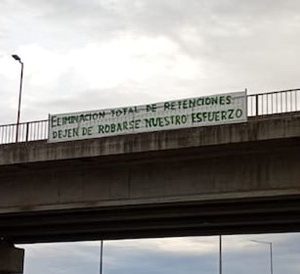 ELIMINACION TOTAL DE RETENCIONES
DEJEN DE ROBARSE NUESTRO ESFUERZO